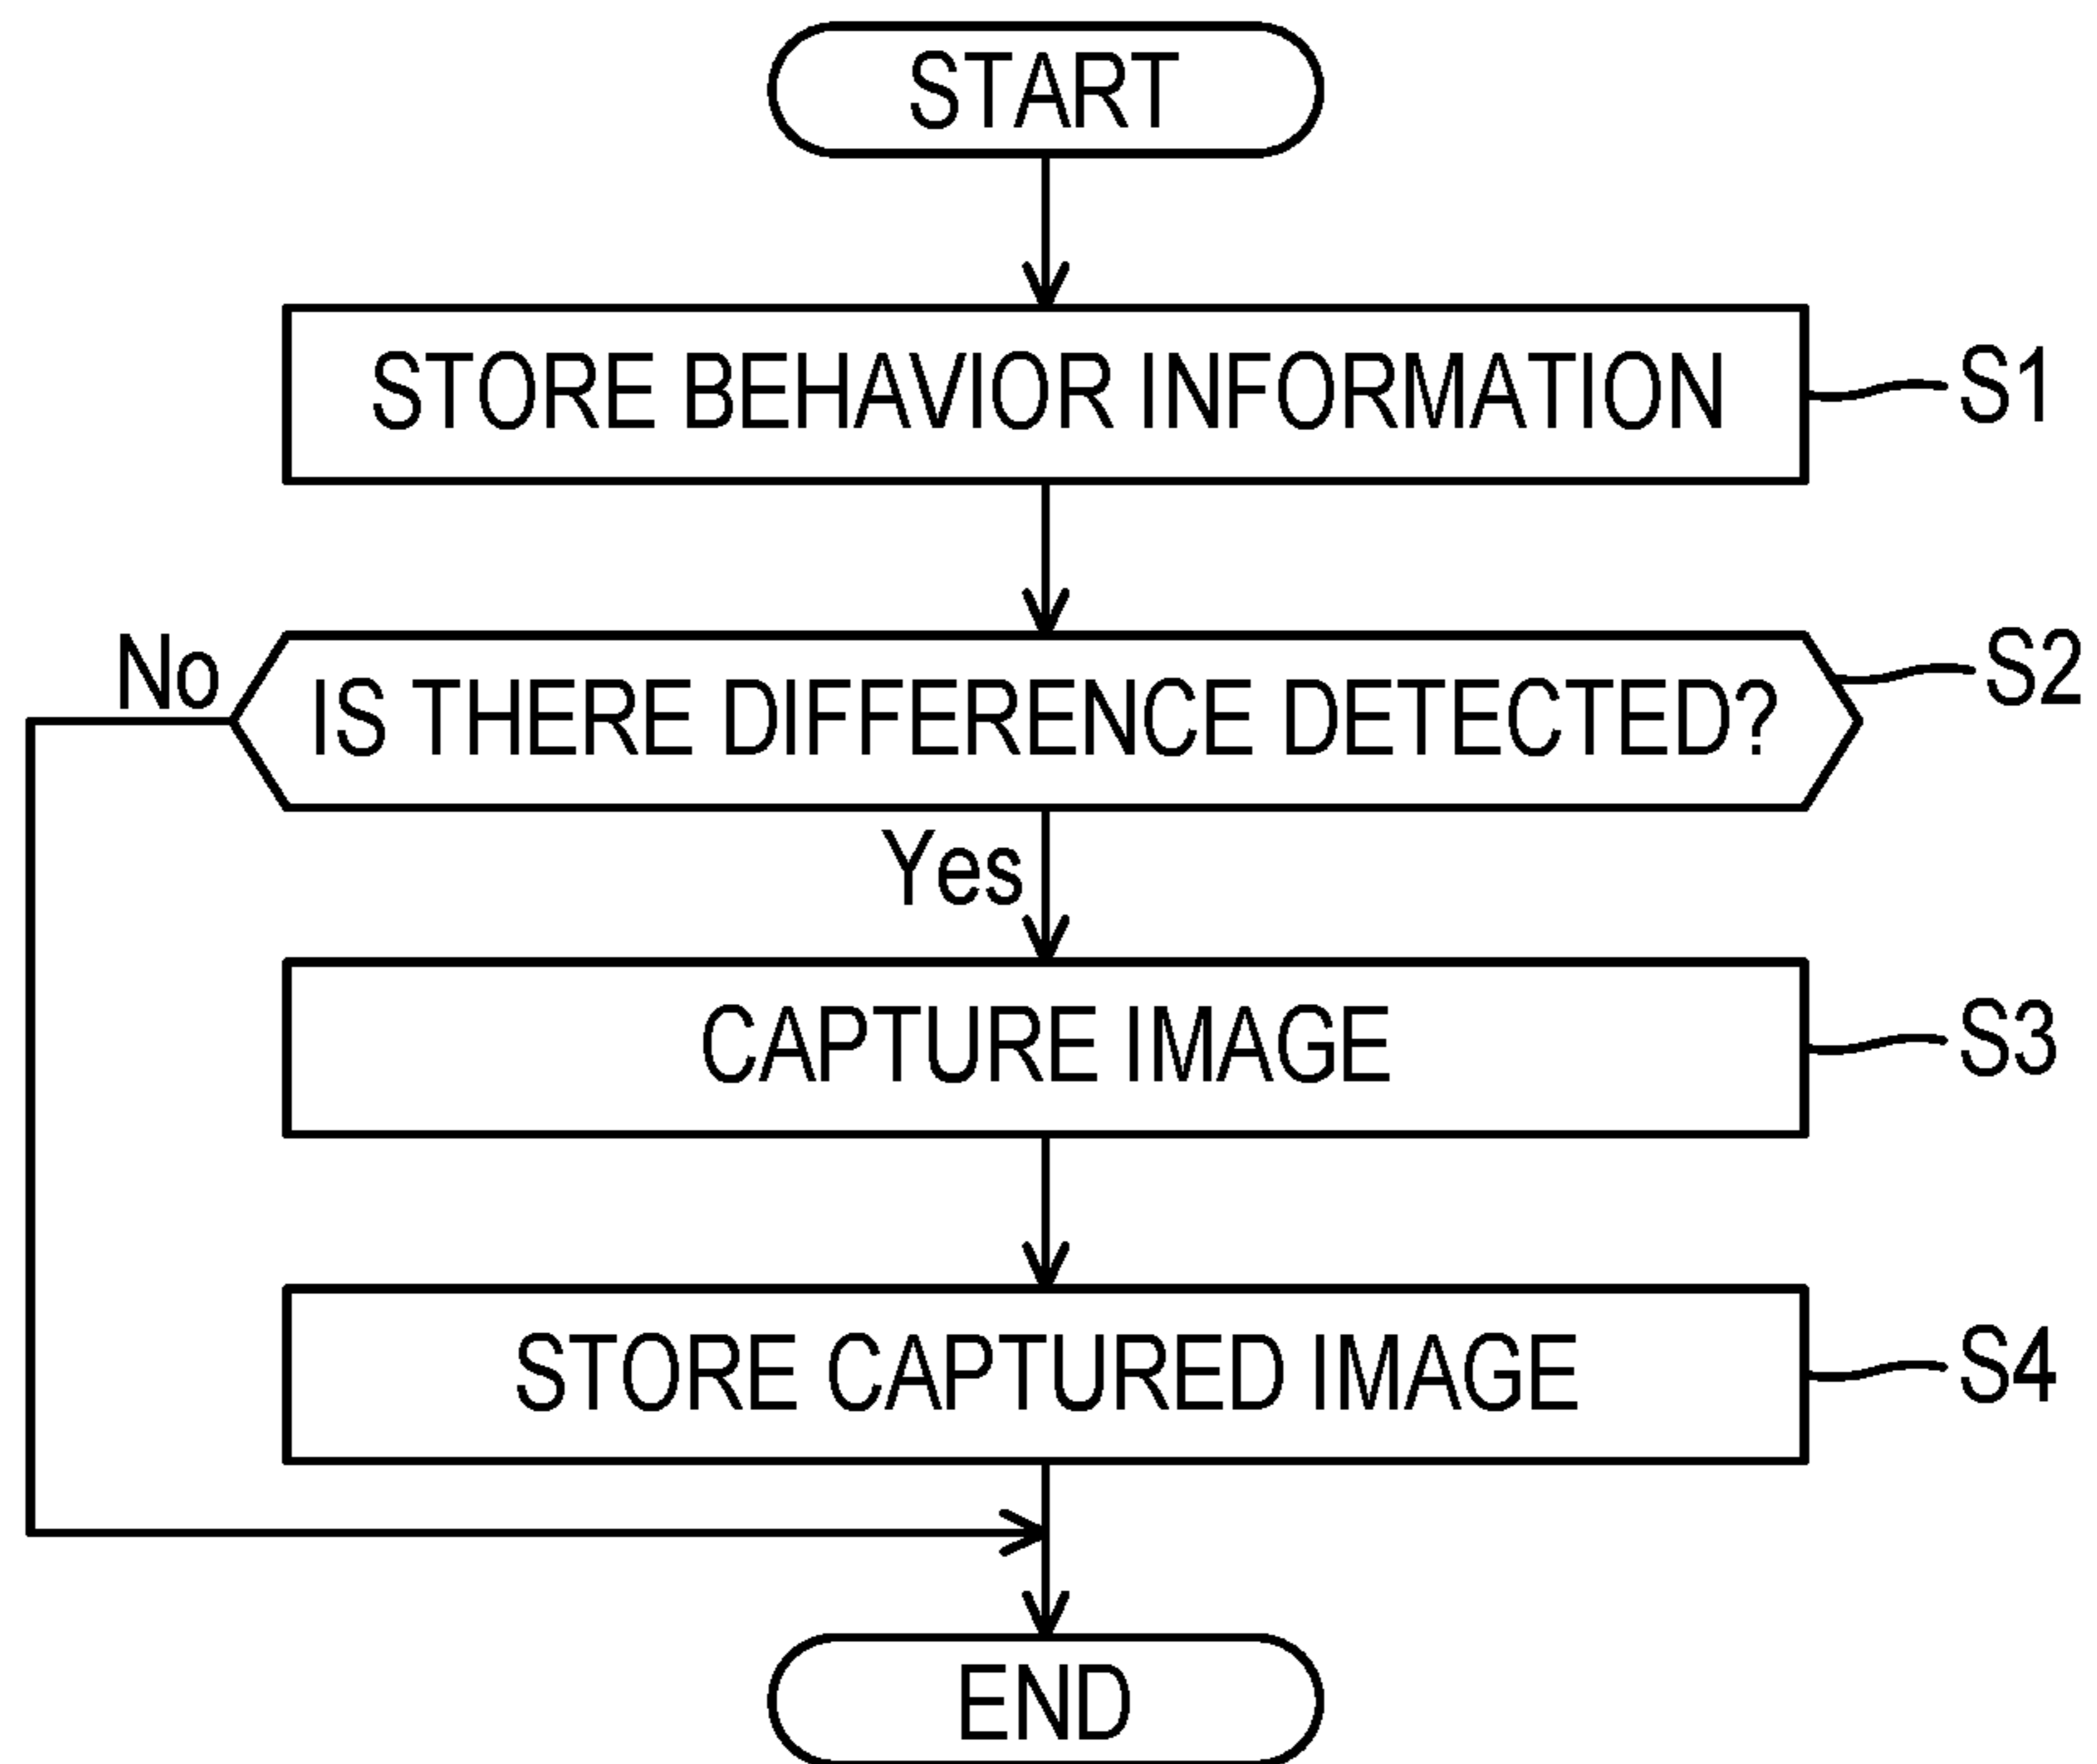 START
STORE BEHAVIOR INFORMATION
S1
No
IS THERE DIFFERENCE DETECTED?
S2
Yes
CAPTURE IMAGE
S3
STORE CAPTURED IMAGE
S4
END